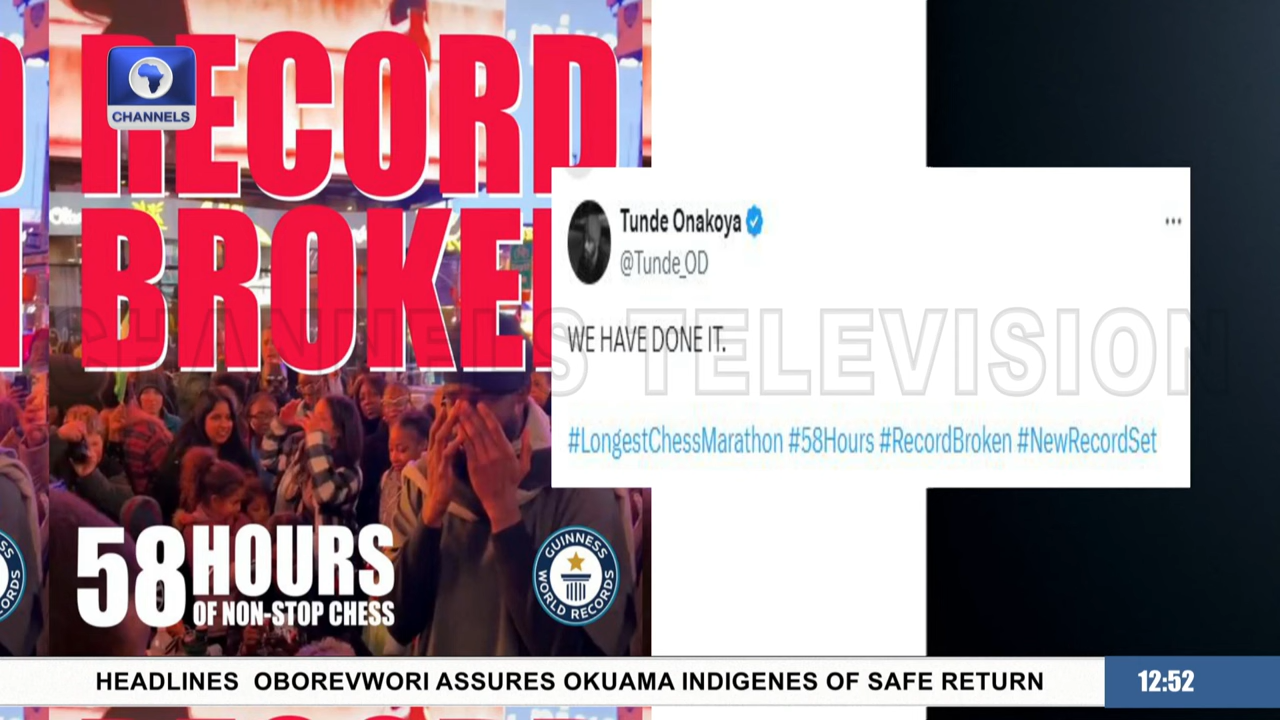 RECORD
BROKE
CHANNELS
58 HOURS
OF NON-STOP CHESS
GUINNESS
WORLD RECORDS
Tunde Onakoya
@Tunde_OD
WE HAVE DONE IT.
#LongestChessMarathon #58Hours #RecordBroken #NewRecordSet
CHANNELS TELEVISION
HEADLINES OBOREVWORI ASSURES OKUAMA INDIGENES OF SAFE RETURN
12:52